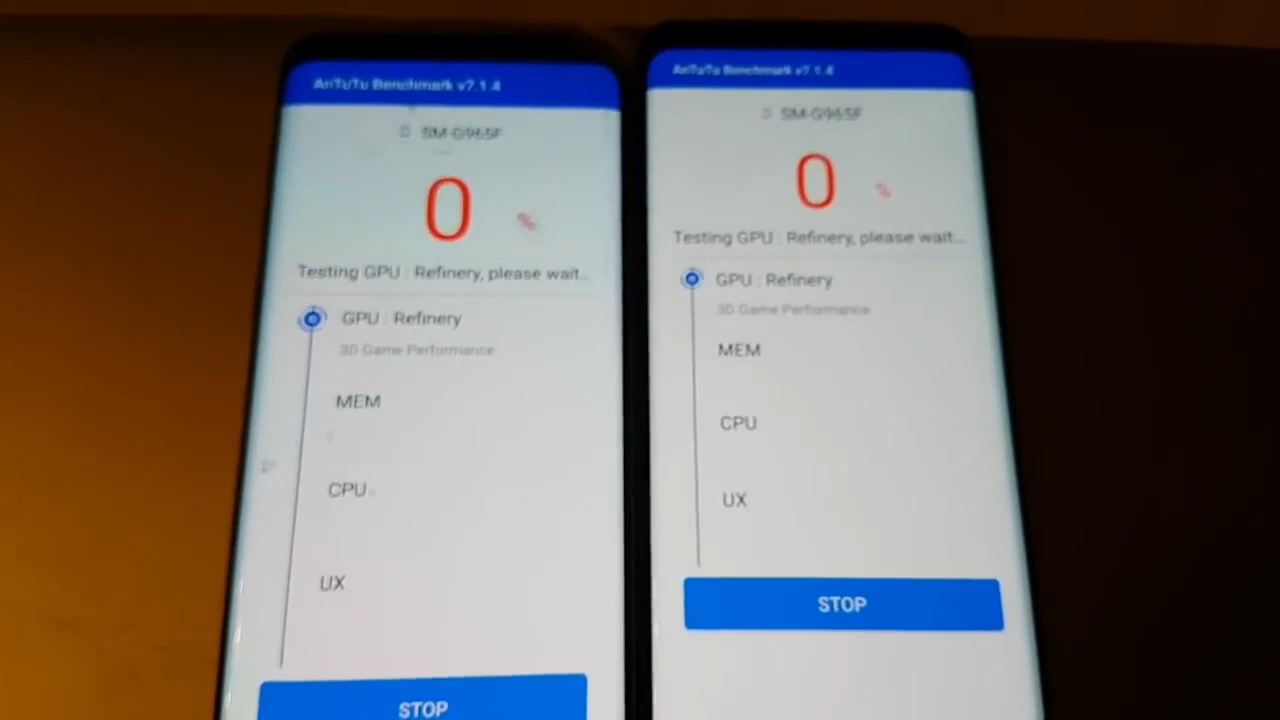 AnTuTu Benchmark v7.1.4
SM-G965F
0 %
Testing GPU : Refinery, please wait...
GPU : Refinery
3D Game Performance
MEM
CPU
UX
STOP
AnTuTu Benchmark v7.1.4
SM-G965F
0 %
Testing GPU : Refinery, please wait...
GPU : Refinery
3D Game Performance
MEM
CPU
UX
STOP